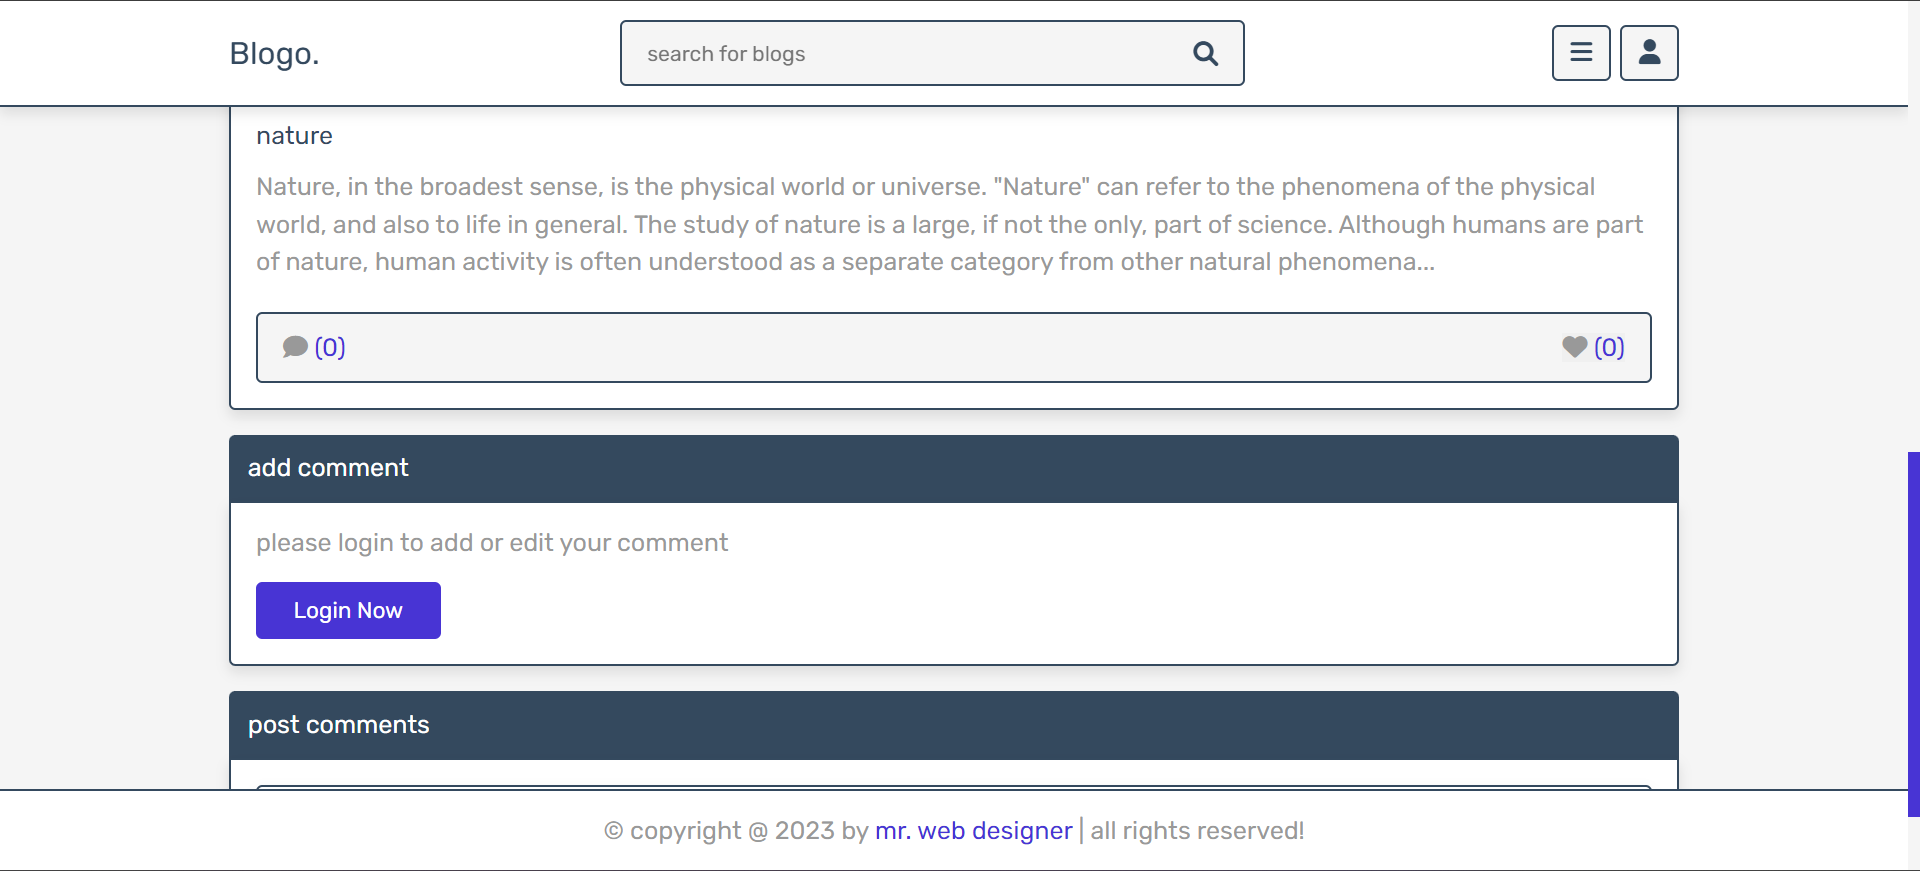 Blogo.
search for blogs
nature
Nature, in the broadest sense, is the physical world or universe. "Nature" can refer to the phenomena of the physical
world, and also to life in general. The study of nature is a large, if not the only, part of science. Although humans are part
of nature, human activity is often understood as a separate category from other natural phenomena...
(0)
(0)
add comment
please login to add or edit your comment
Login Now
post comments
© copyright @ 2023 by mr. web designer | all rights reserved!